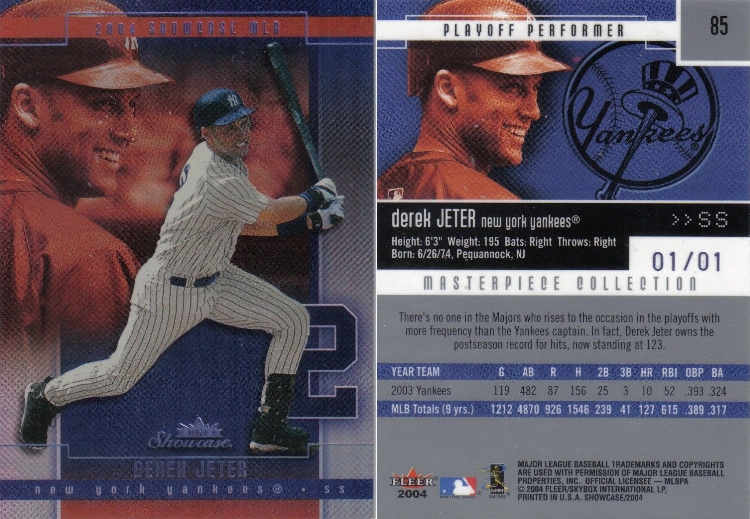 2004 SHOWCASE MLB
NY
2
Showcase
DEREK JETER
new york yankees® • ss
PLAYOFF PERFORMER
85
Yankees
derek JETER new york yankees®
>>SS
Height: 6'3" Weight: 195 Bats: Right Throws: Right
Born: 6/26/74, Pequannock, NJ
01/01
MASTERPIECE COLLECTION
There's no one in the Majors who rises to the occasion in the playoffs with
more frequency than the Yankees captain. In fact, Derek Jeter owns the
postseason record for hits, now standing at 123.
YEAR TEAM G AB R H 2B 3B HR RBI OBP BA
2003 Yankees 119 482 87 156 25 3 10 52 .393 .324
MLB Totals (9 yrs.) 1212 4870 926 1546 239 41 127 615 .389 .317
FLEER
2004
MAJOR LEAGUE BASEBALL TRADEMARKS AND COPYRIGHTS
ARE USED WITH PERMISSION OF MAJOR LEAGUE BASEBALL
PROPERTIES, INC. OFFICIAL LICENSEE — MLBPA
© 2004 FLEER/SKYBOX INTERNATIONAL LP.
PRINTED IN U.S.A. SHOWCASE/2004